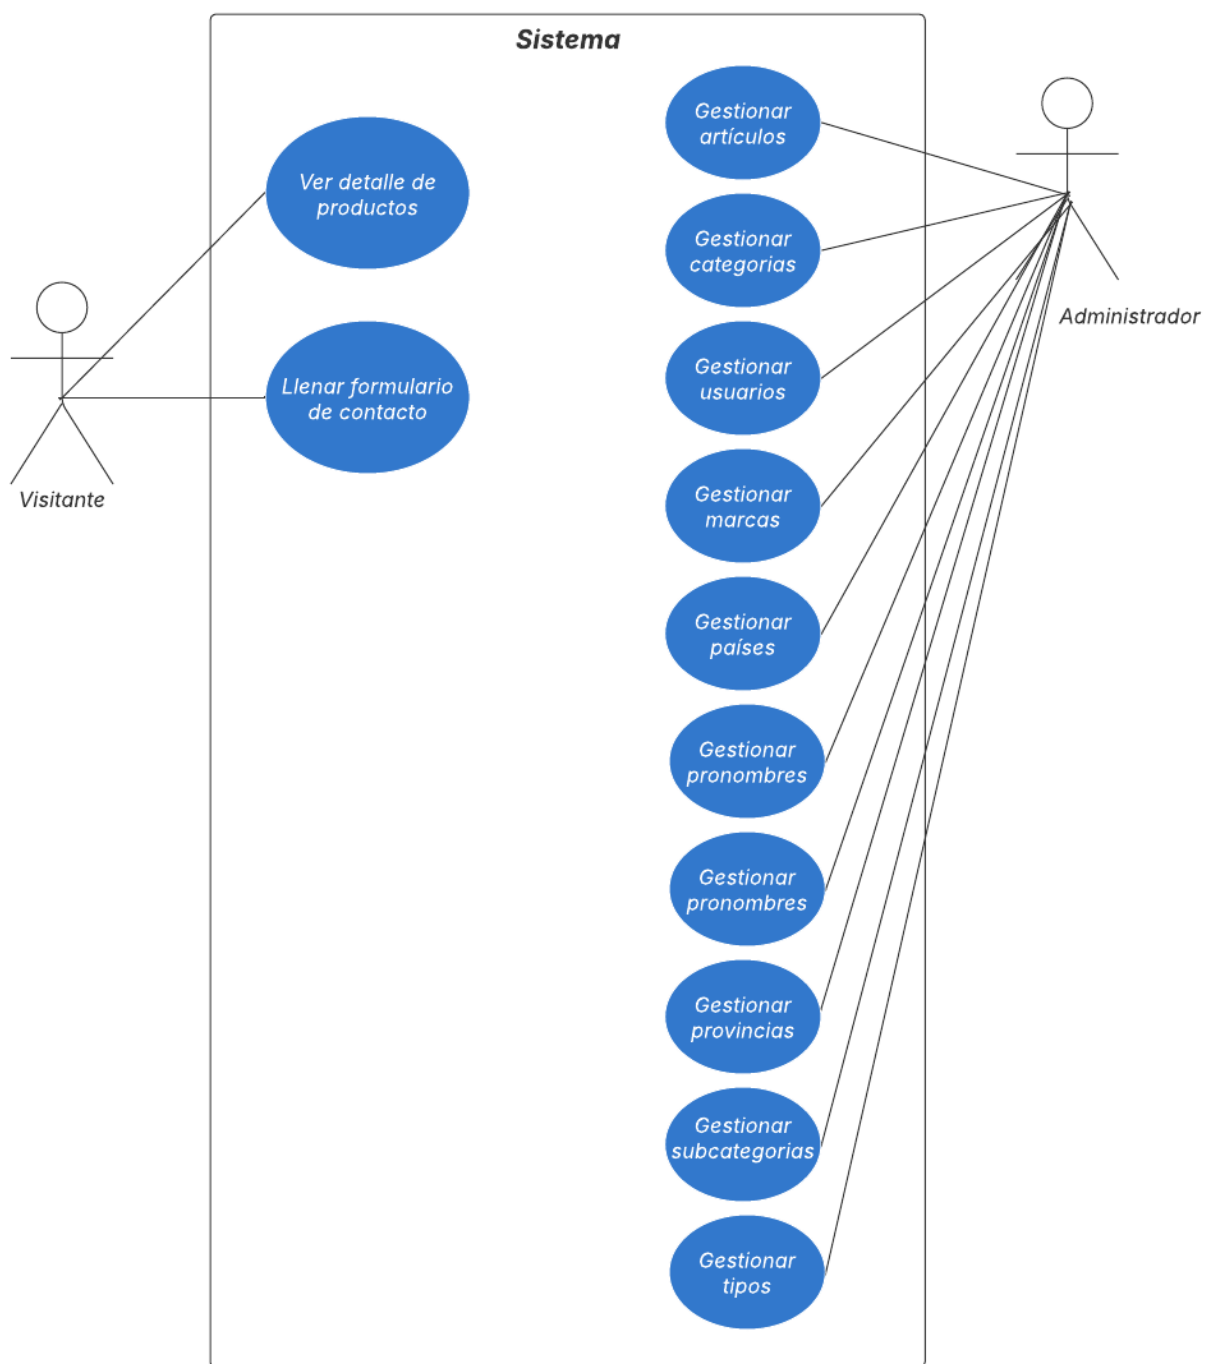 Sistema
Ver detalle de
productos
Llenar formulario
de contacto
Visitante
Gestionar
artículos
Gestionar
categorias
Gestionar
usuarios
Gestionar
marcas
Gestionar
países
Gestionar
pronombres
Gestionar
pronombres
Gestionar
provincias
Gestionar
subcategorias
Gestionar
tipos
Administrador